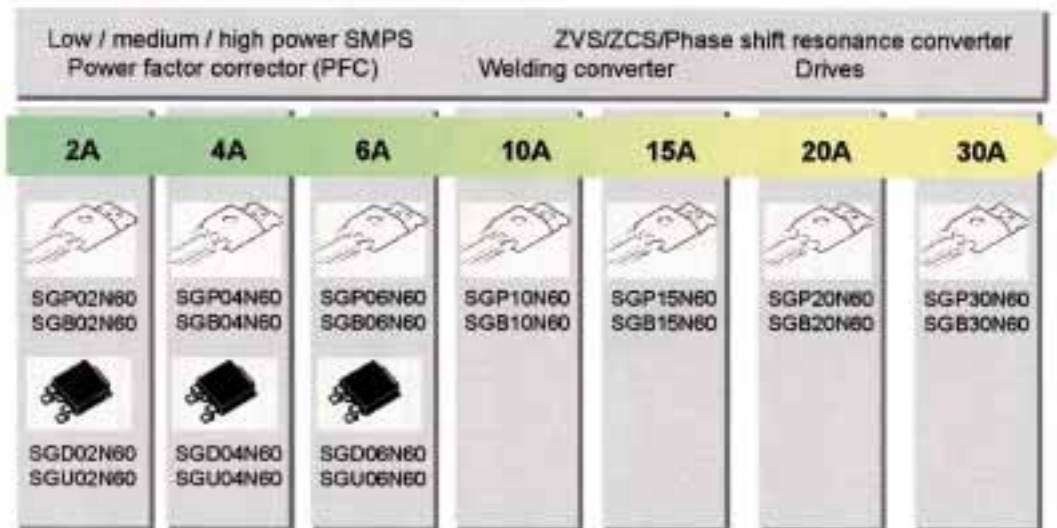 Low / medium / high power SMPS ZVS/ZCS/Phase shift resonance converter
Power factor corrector (PFC) Welding converter Drives
2A 4A 6A 10A 15A 20A 30A
SGP02N60 SGP04N60 SGP06N60 SGP10N60 SGP15N60 SGP20N60 SGP30N60
SGB02N60 SGB04N60 SGB06N60 SGB10N60 SGB15N60 SGB20N60 SGB30N60
SGD02N60 SGD04N60 SGD06N60
SGU02N60 SGU04N60 SGU06N60